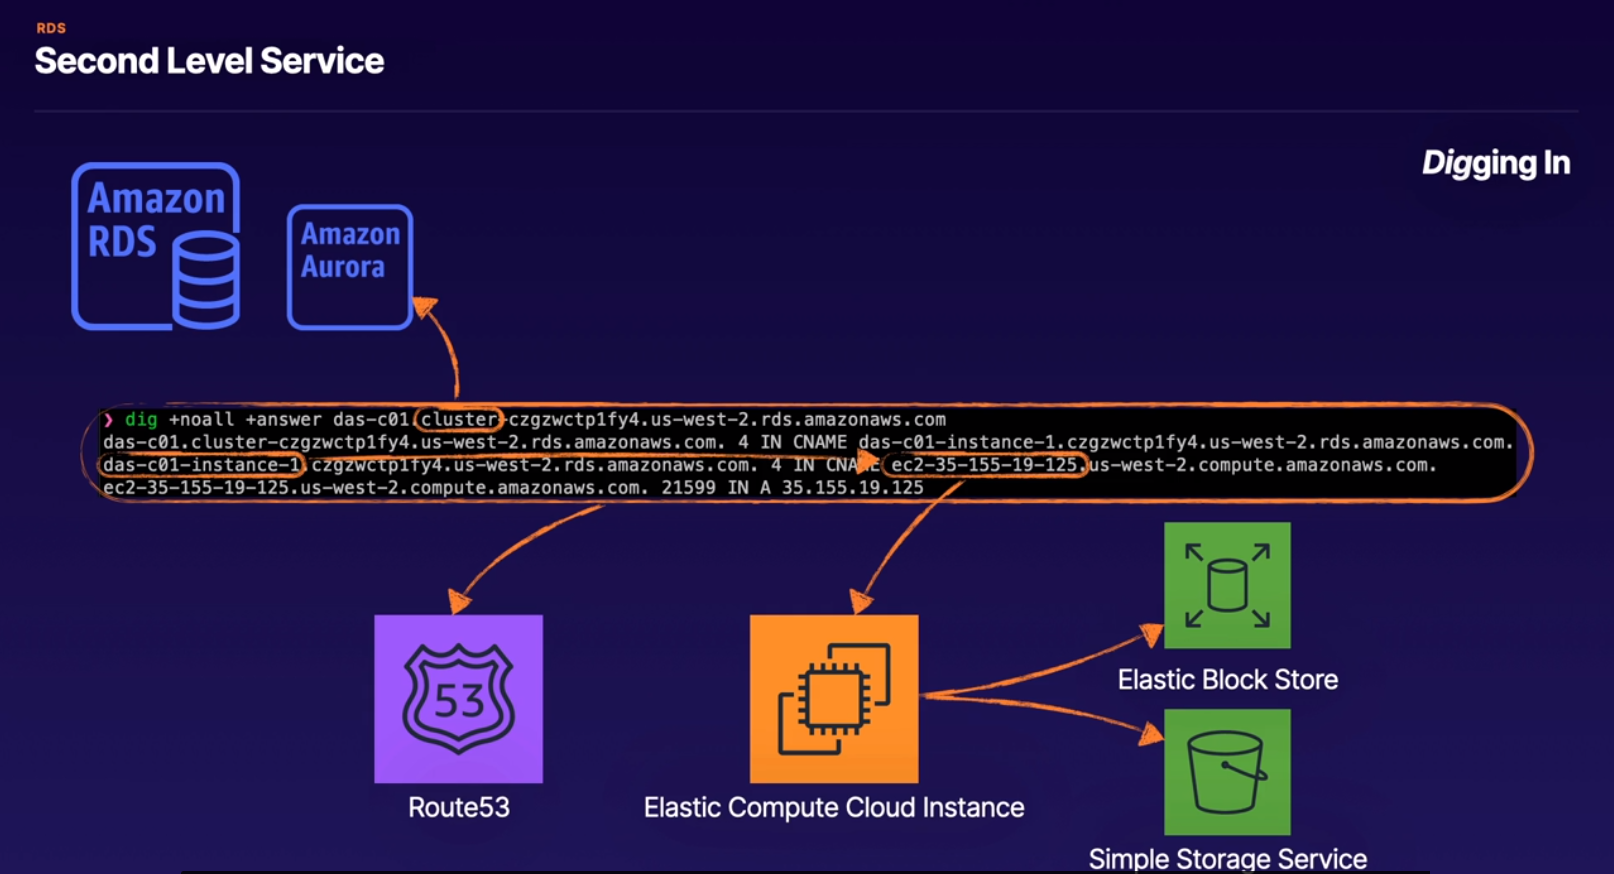 RDS
Second Level Service
Digging In
Amazon
RDS
Amazon
Aurora
❯ dig +noall +answer das-c01.cluster-czgzwctp1fy4.us-west-2.rds.amazonaws.com
das-c01.cluster-czgzwctp1fy4.us-west-2.rds.amazonaws.com. 4 IN CNAME das-c01-instance-1.czgzwctp1fy4.us-west-2.rds.amazonaws.com.
das-c01-instance-1.czgzwctp1fy4.us-west-2.rds.amazonaws.com. 4 IN CNAME ec2-35-155-19-125.us-west-2.compute.amazonaws.com.
ec2-35-155-19-125.us-west-2.compute.amazonaws.com. 21599 IN A 35.155.19.125
53
Route53
Elastic Compute Cloud Instance
Elastic Block Store
Simple Storage Service